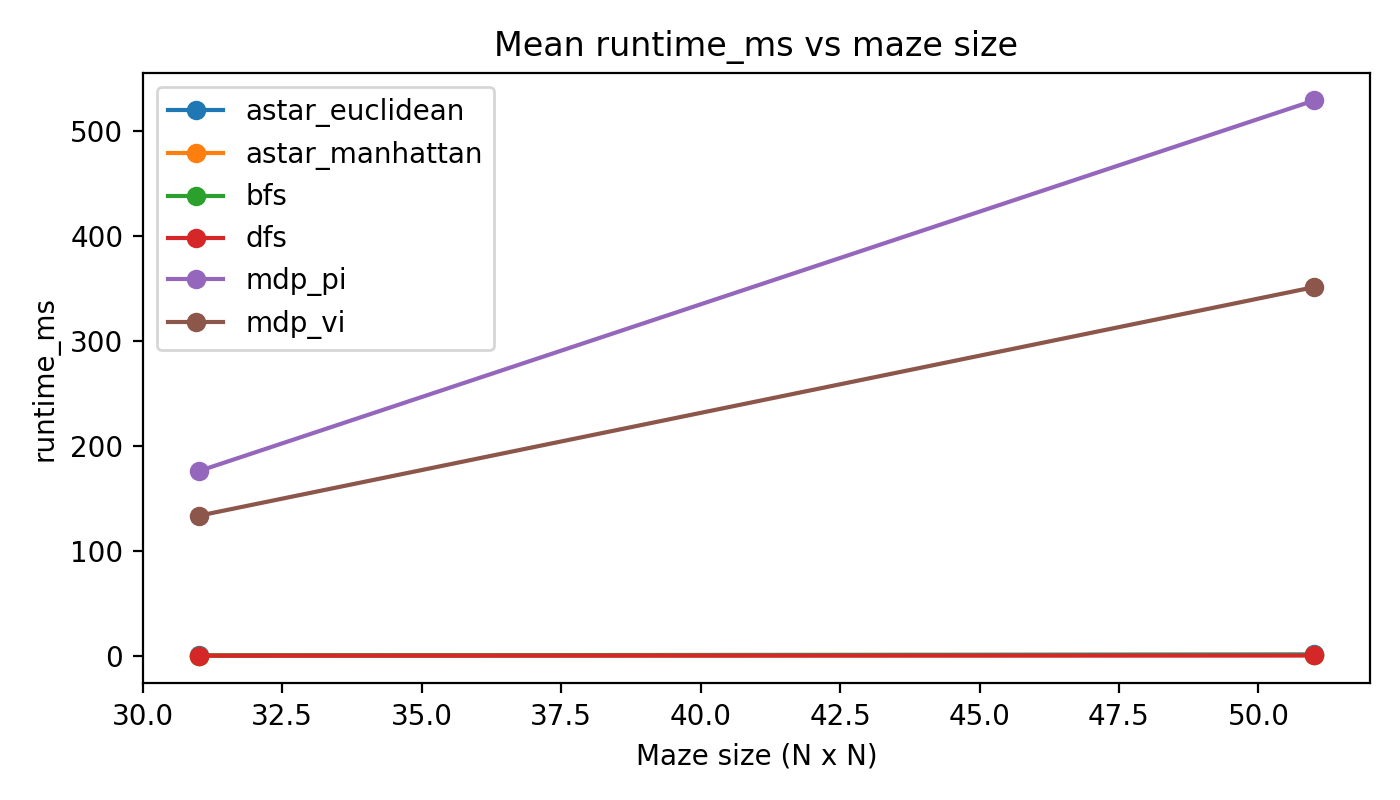 Mean runtime_ms vs maze size
astar_euclidean
astar_manhattan
bfs
dfs
mdp_pi
mdp_vi
runtime_ms
500
400
300
200
100
0
30.0 32.5 35.0 37.5 40.0 42.5 45.0 47.5 50.0
Maze size (N x N)